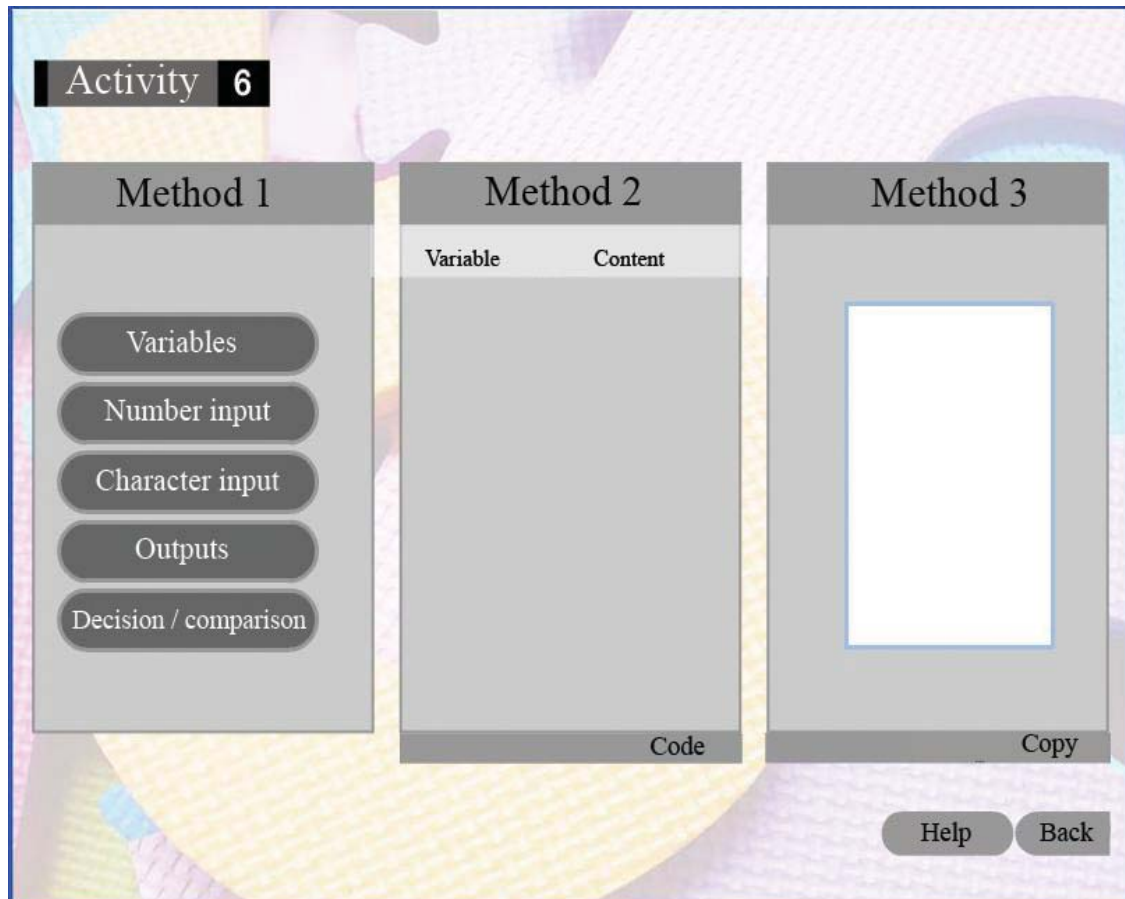 Activity 6
Method 1
Variables
Number input
Character input
Outputs
Decision / comparison
Method 2
Variable Content
Code
Method 3
Copy
Help Back